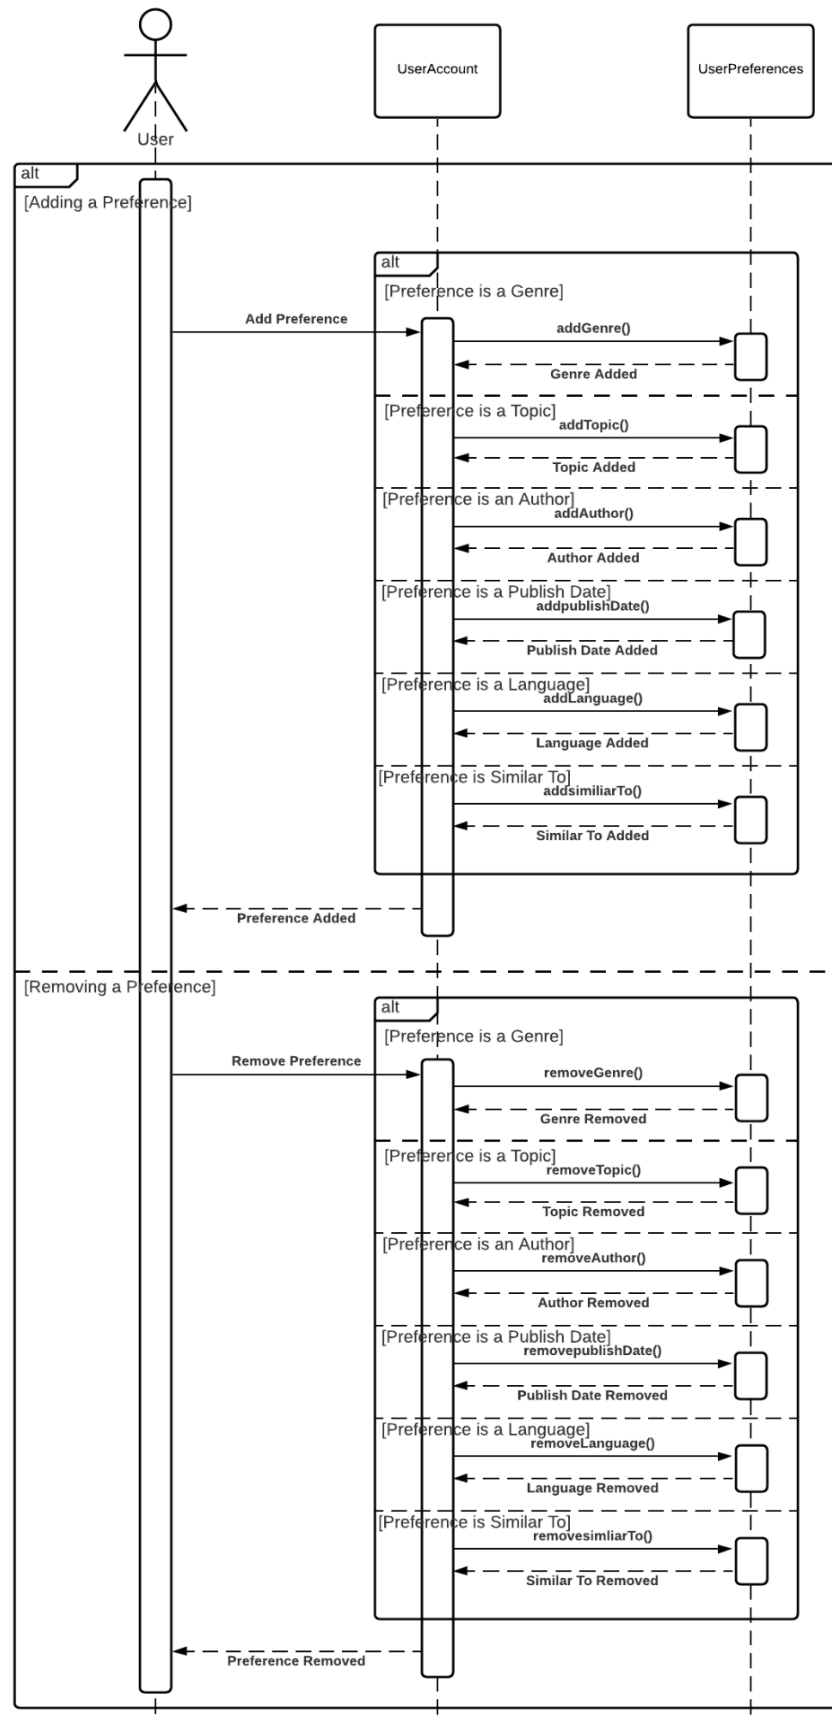 User
UserAccount
UserPreferences
alt
[Adding a Preference]
alt
[Preference is a Genre]
Add Preference
addGenre()
Genre Added
[Preference is a Topic]
addTopic()
Topic Added
[Preference is an Author]
addAuthor()
Author Added
[Preference is a Publish Date]
addpublishDate()
Publish Date Added
[Preference is a Language]
addLanguage()
Language Added
[Preference is Similar To]
addsimiliarTo()
Similar To Added
Preference Added
[Removing a Preference]
alt
[Preference is a Genre]
Remove Preference
removeGenre()
Genre Removed
[Preference is a Topic]
removeTopic()
Topic Removed
[Preference is an Author]
removeAuthor()
Author Removed
[Preference is a Publish Date]
removepublishDate()
Publish Date Removed
[Preference is a Language]
removeLanguage()
Language Removed
[Preference is Similar To]
removesimliarTo()
Similar To Removed
Preference Removed